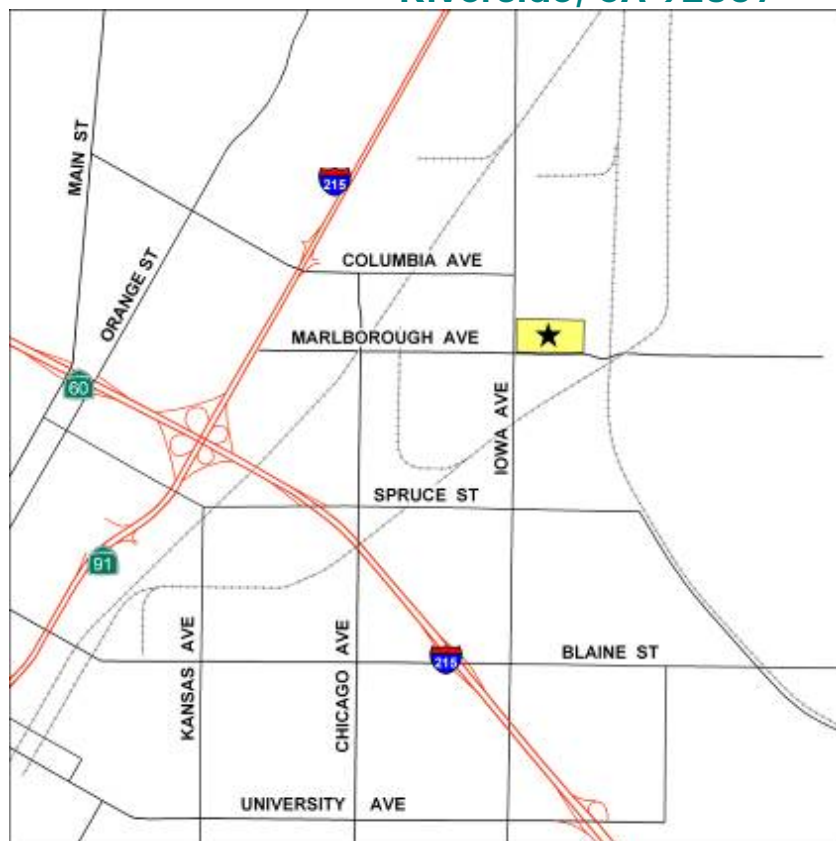 MAIN ST
215
ORANGE ST
COLUMBIA AVE
MARLBOROUGH AVE
60
IOWA AVE
SPRUCE ST
91
KANSAS AVE
CHICAGO AVE
215
BLAINE ST
UNIVERSITY AVE